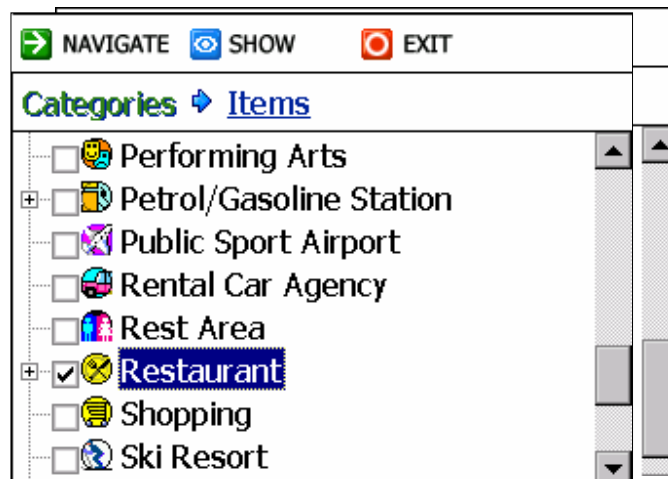 NAVIGATE SHOW EXIT
Categories Items
Performing Arts
Petrol/Gasoline Station
Public Sport Airport
Rental Car Agency
Rest Area
Restaurant
Shopping
Ski Resort